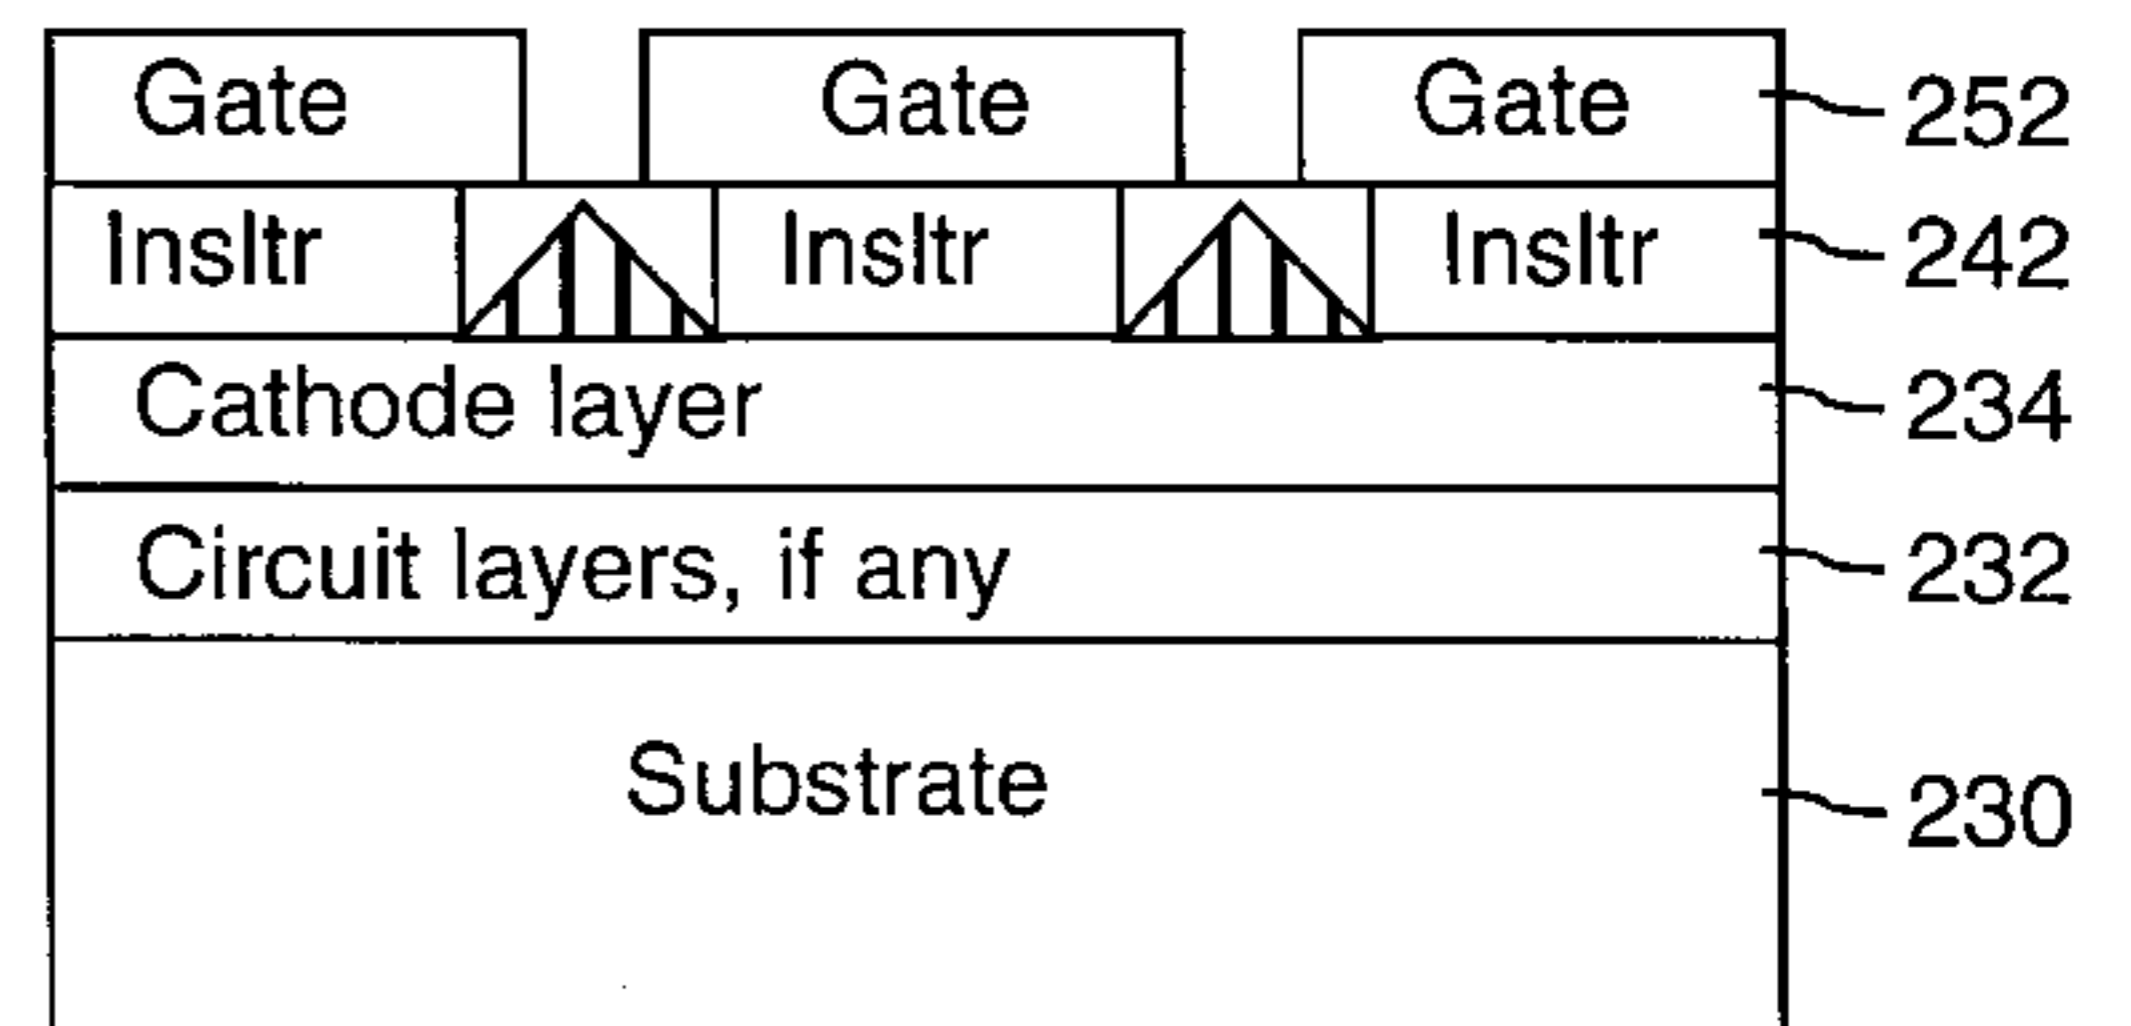 Gate Gate Gate 252
Insltr Insltr Insltr 242
Cathode layer 234
Circuit layers, if any 232
Substrate 230